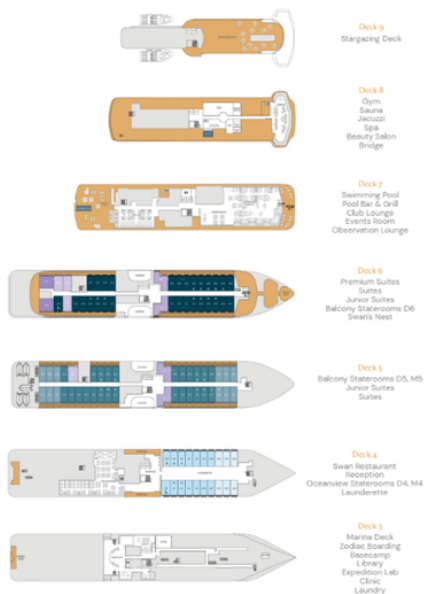 Deck 9
Stargazing Deck
Deck 8
Gym
Sauna
Jacuzzi
Spa
Beauty Salon
Bridge
Deck 7
Swimming Pool
Pool Bar & Grill
Club Lounge
Events Room
Observation Lounge
Deck 6
Premium Suites
Suites
Junior Suites
Balcony Staterooms D6
Swan's Nest
Deck 5
Balcony Staterooms D5, M5
Junior Suites
Suites
Deck 4
Swan Restaurant
Reception
Oceanview Staterooms D4, M4
Launderette
Deck 3
Marina Deck
Zodiac Boarding
Basecamp
Library
Expedition Lab
Clinic
Laundry